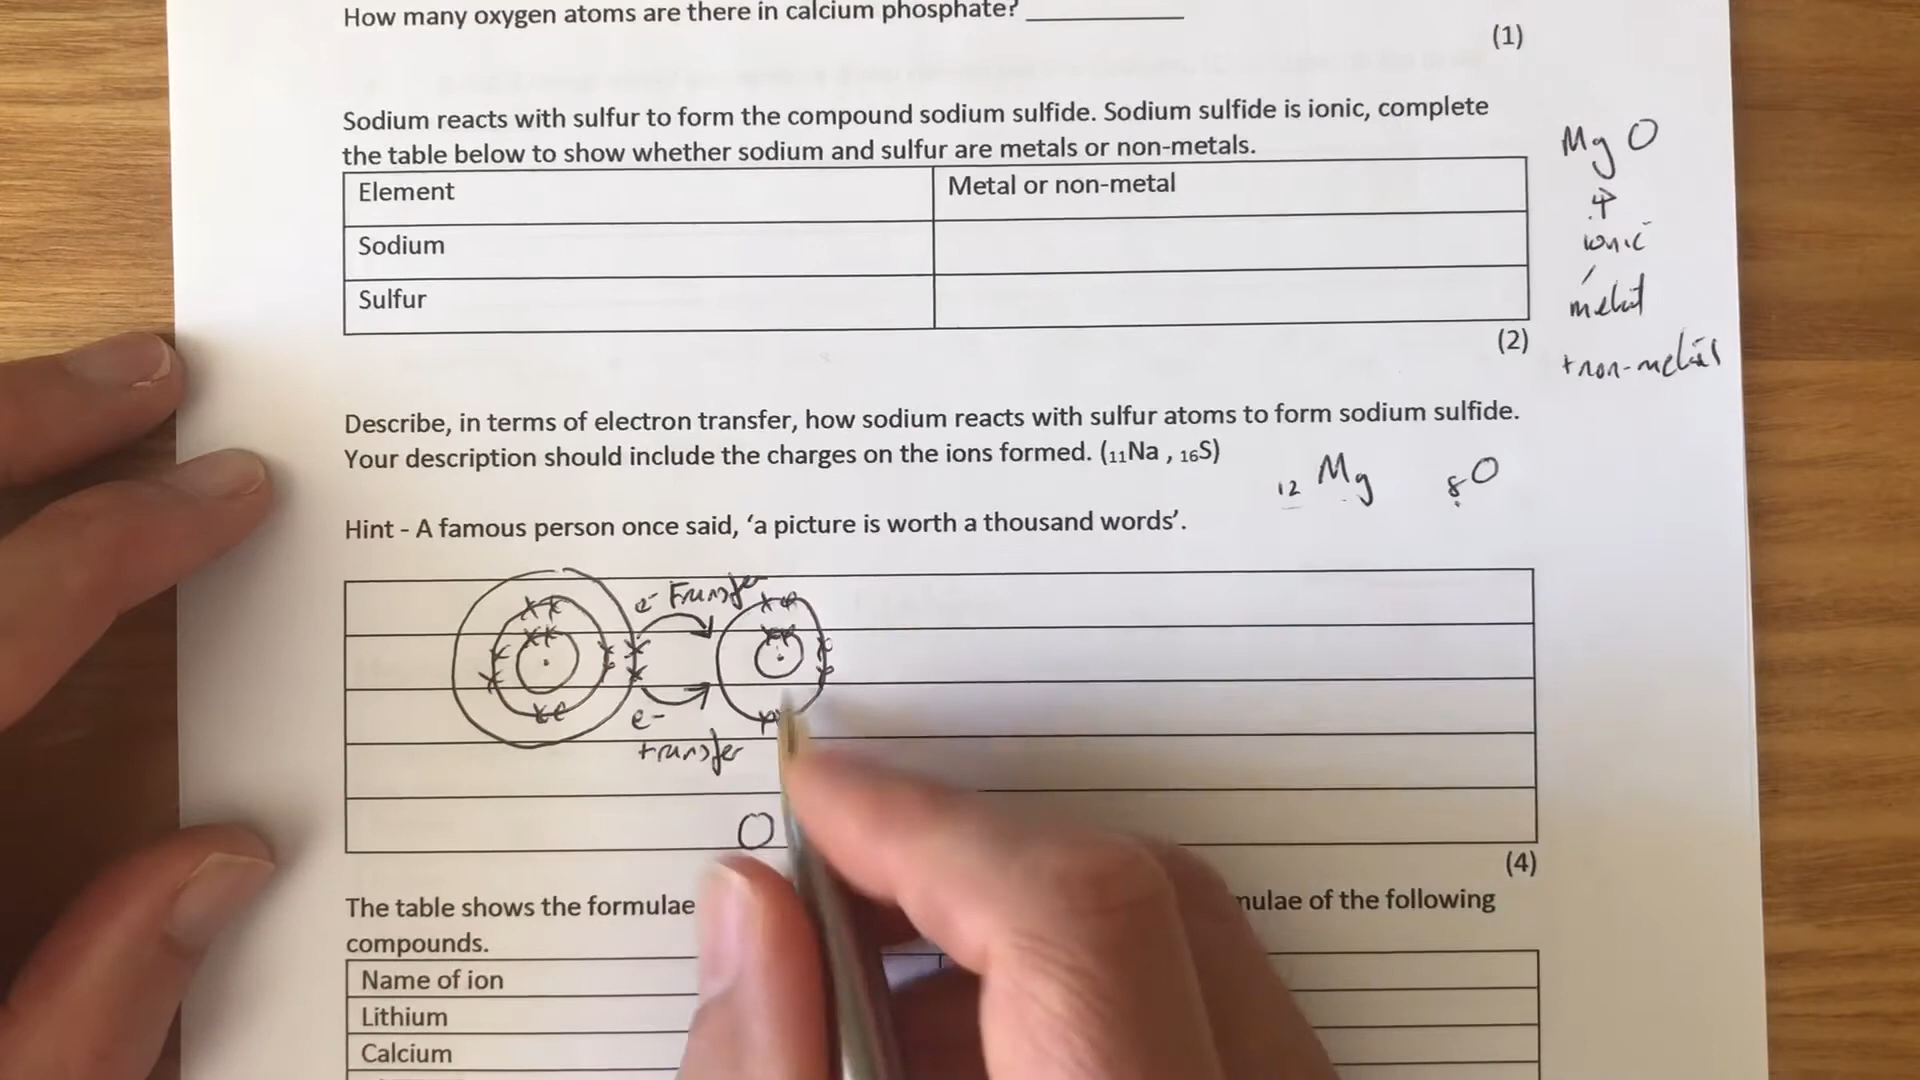 How many oxygen atoms are there in calcium phosphate? __________
(1)
Sodium reacts with sulfur to form the compound sodium sulfide. Sodium sulfide is ionic, complete
the table below to show whether sodium and sulfur are metals or non-metals.
Element Metal or non-metal
Sodium
Sulfur
(2)
Mg O
ionic
metal
+ non-metal
Describe, in terms of electron transfer, how sodium reacts with sulfur atoms to form sodium sulfide.
Your description should include the charges on the ions formed. (₁₁Na , ₁₆S)
12 Mg 8 O
Hint - A famous person once said, ‘a picture is worth a thousand words’.
e- Transfer
e-
transfer
O
(4)
The table shows the formulae
of the following
compounds.
Name of ion
Lithium
Calcium